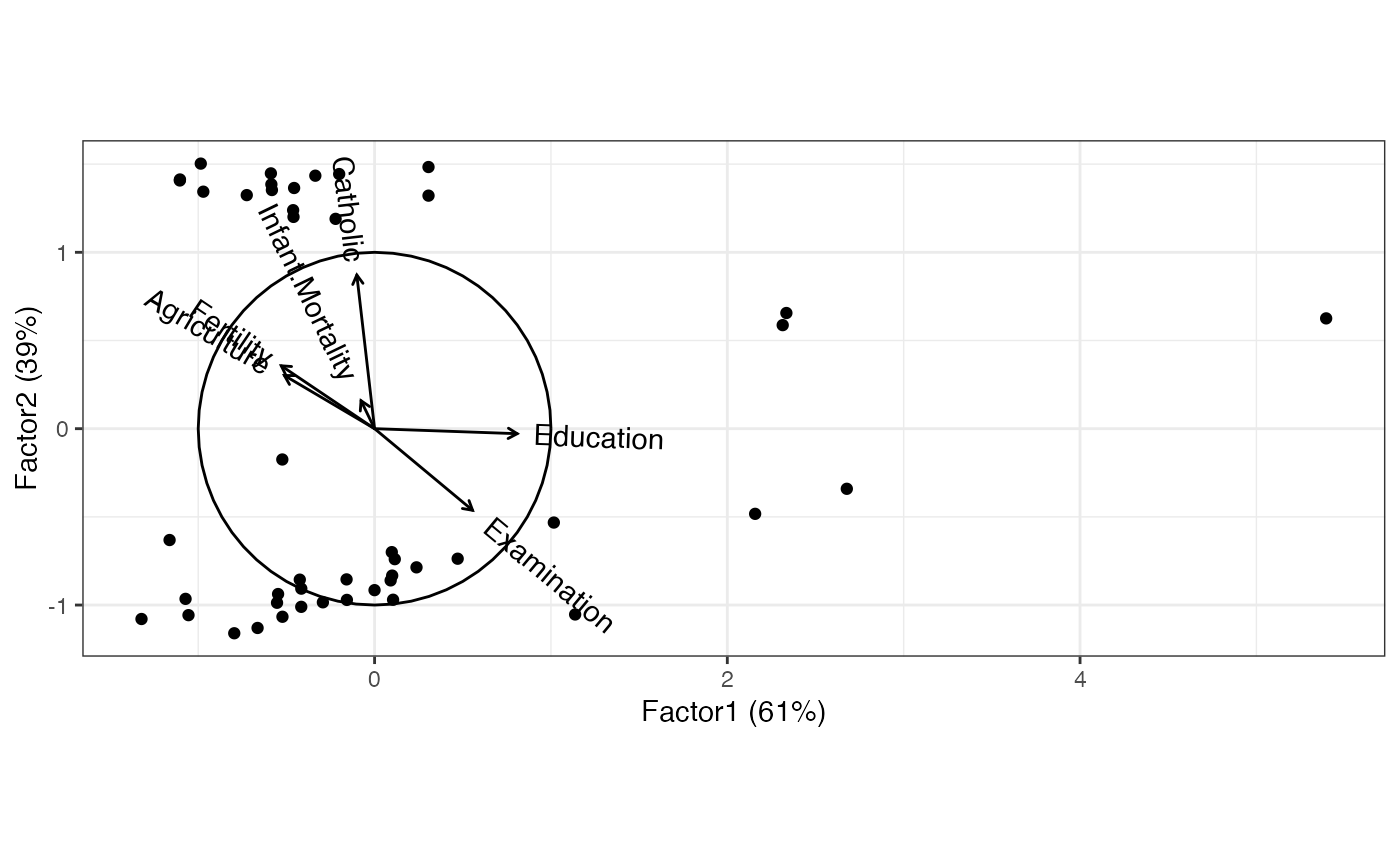 Catholic
Infant.Mortality
Fertility
Agriculture
Education
Examination
1
0
-1
0
2
4
Factor1 (61%)
Factor2 (39%)